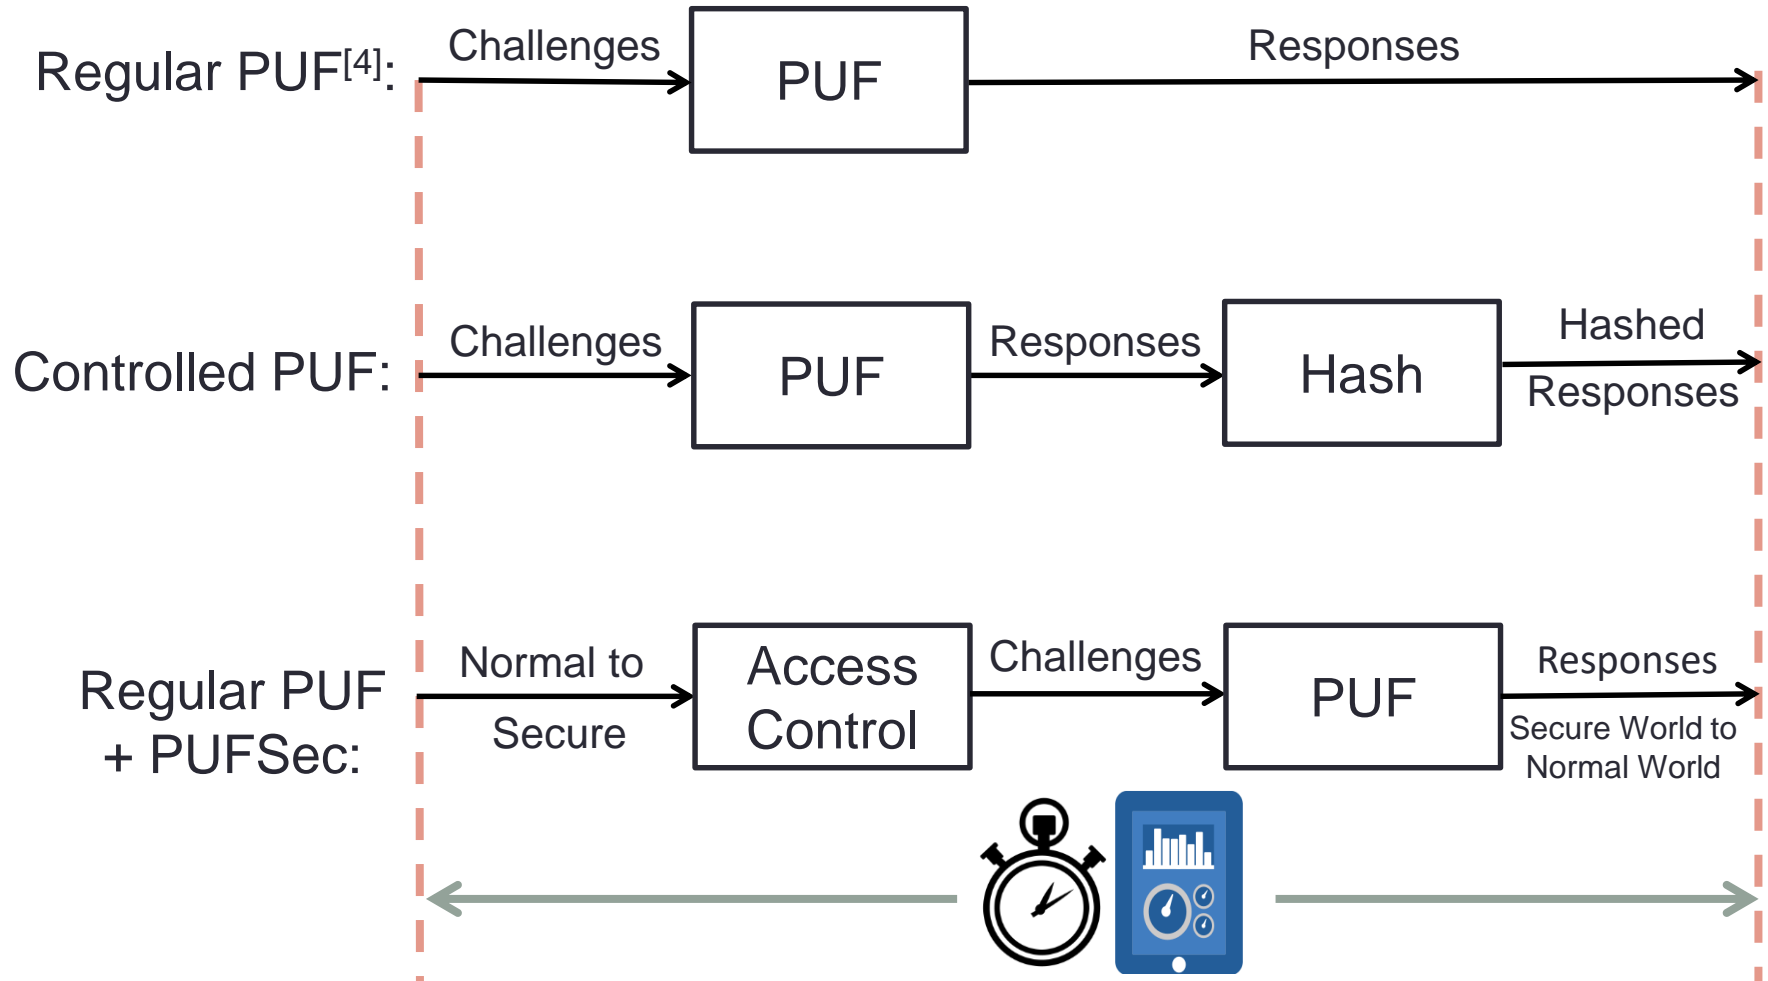 Regular PUF[4]:
Challenges
PUF
Responses
Controlled PUF:
Challenges
PUF
Responses
Hash
Hashed
Responses
Regular PUF
+ PUFSec:
Normal to
Secure
Access
Control
Challenges
PUF
Responses
Secure World to
Normal World